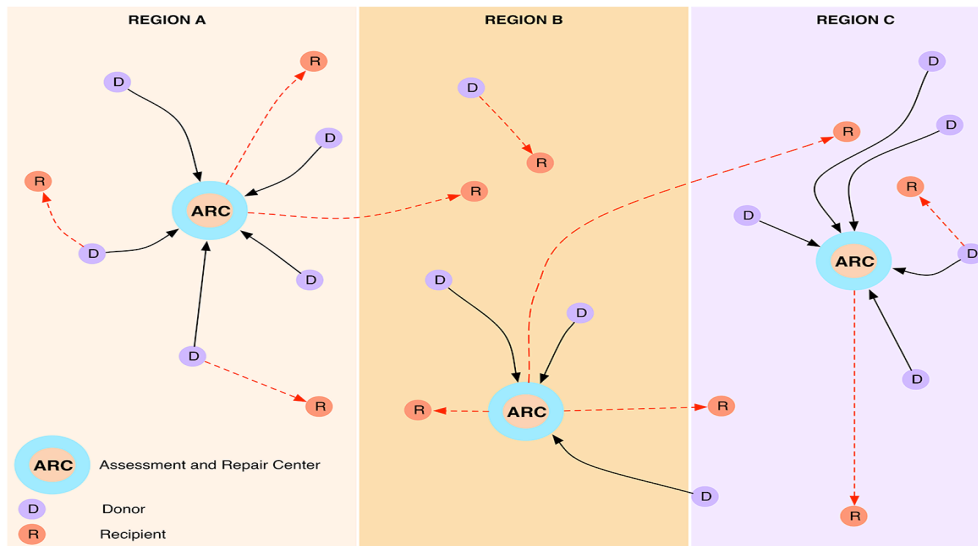 REGION A
REGION B
REGION C
R
D
D
D
D
R
R
D
R
R
R
D
ARC
D
D
R
D
ARC
D
D
D
D
D
D
R
R
ARC
R
ARC
Assessment and Repair Center
D
R
D
Donor
R
Recipient